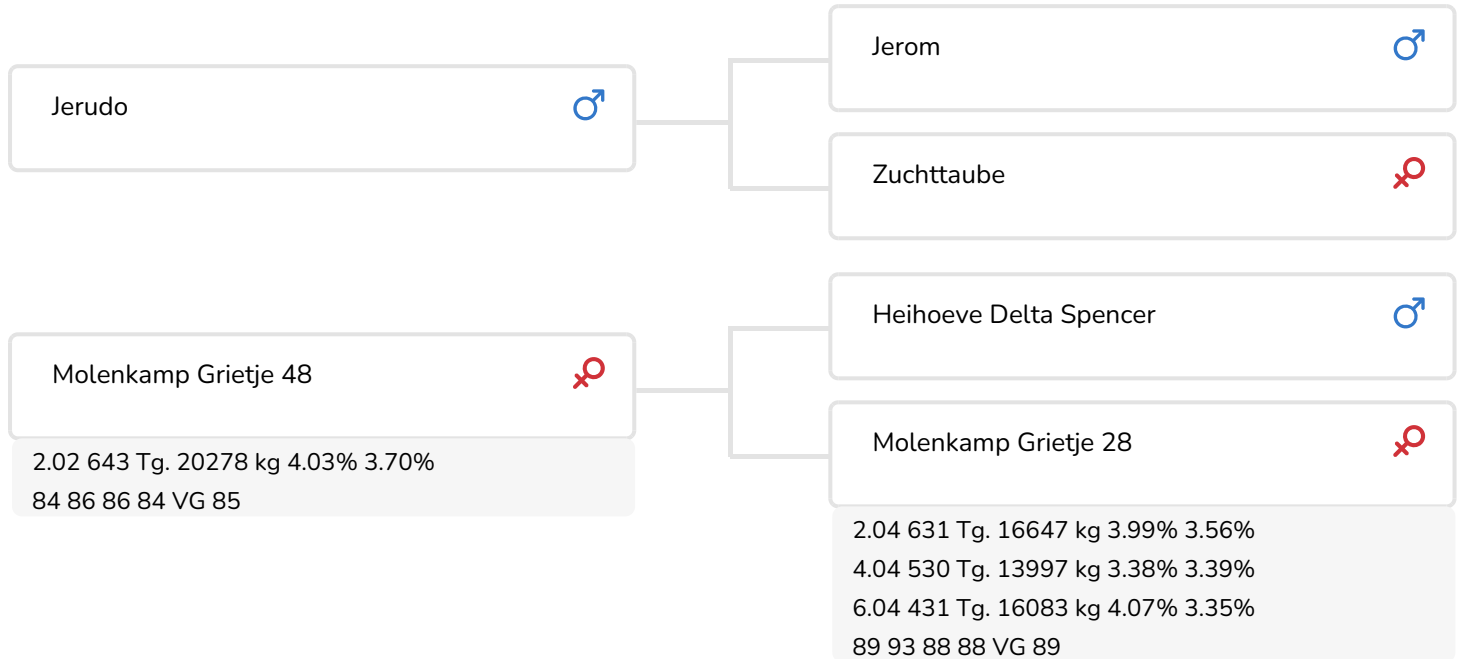 Jerudo
Jerom
Zuchttaube
Molenkamp Grietje 48
2.02 643 Tg. 20278 kg 4.03% 3.70%
84 86 86 84 VG 85
Heihoeve Delta Spencer
Molenkamp Grietje 28
2.04 631 Tg. 16647 kg 3.99% 3.56%
4.04 530 Tg. 13997 kg 3.38% 3.39%
6.04 431 Tg. 16083 kg 4.07% 3.35%
89 93 88 88 VG 89